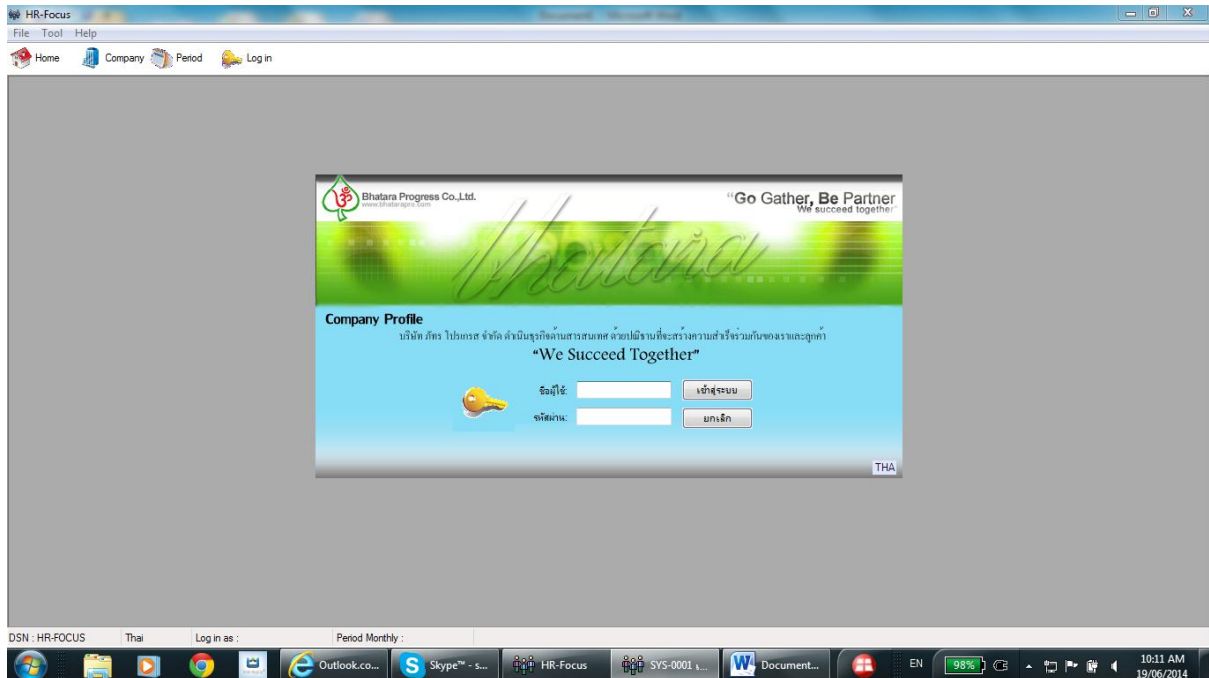 HR-Focus
File Tool Help
Home Company Period Log in
Bhatara Progress Co.,Ltd.
www.bhatarapro.com
"Go Gather, Be Partner
We succeed together"
Bhatara
Company Profile
บริษัท ภัทร โปรเกรส จำกัด ดำเนินธุรกิจด้านสารสนเทศ ด้วยปณิธานที่จะสร้างความสำเร็จร่วมกันของเราและลูกค้า
"We Succeed Together"
ชื่อผู้ใช้: เข้าสู่ระบบ
รหัสผ่าน: ยกเลิก
THA
DSN : HR-FOCUS Thai Log in as : Period Monthly :
Outlook.co... Skype™ - s... HR-Focus SYS-0001 Document... EN 98% 10:11 AM
19/06/2014